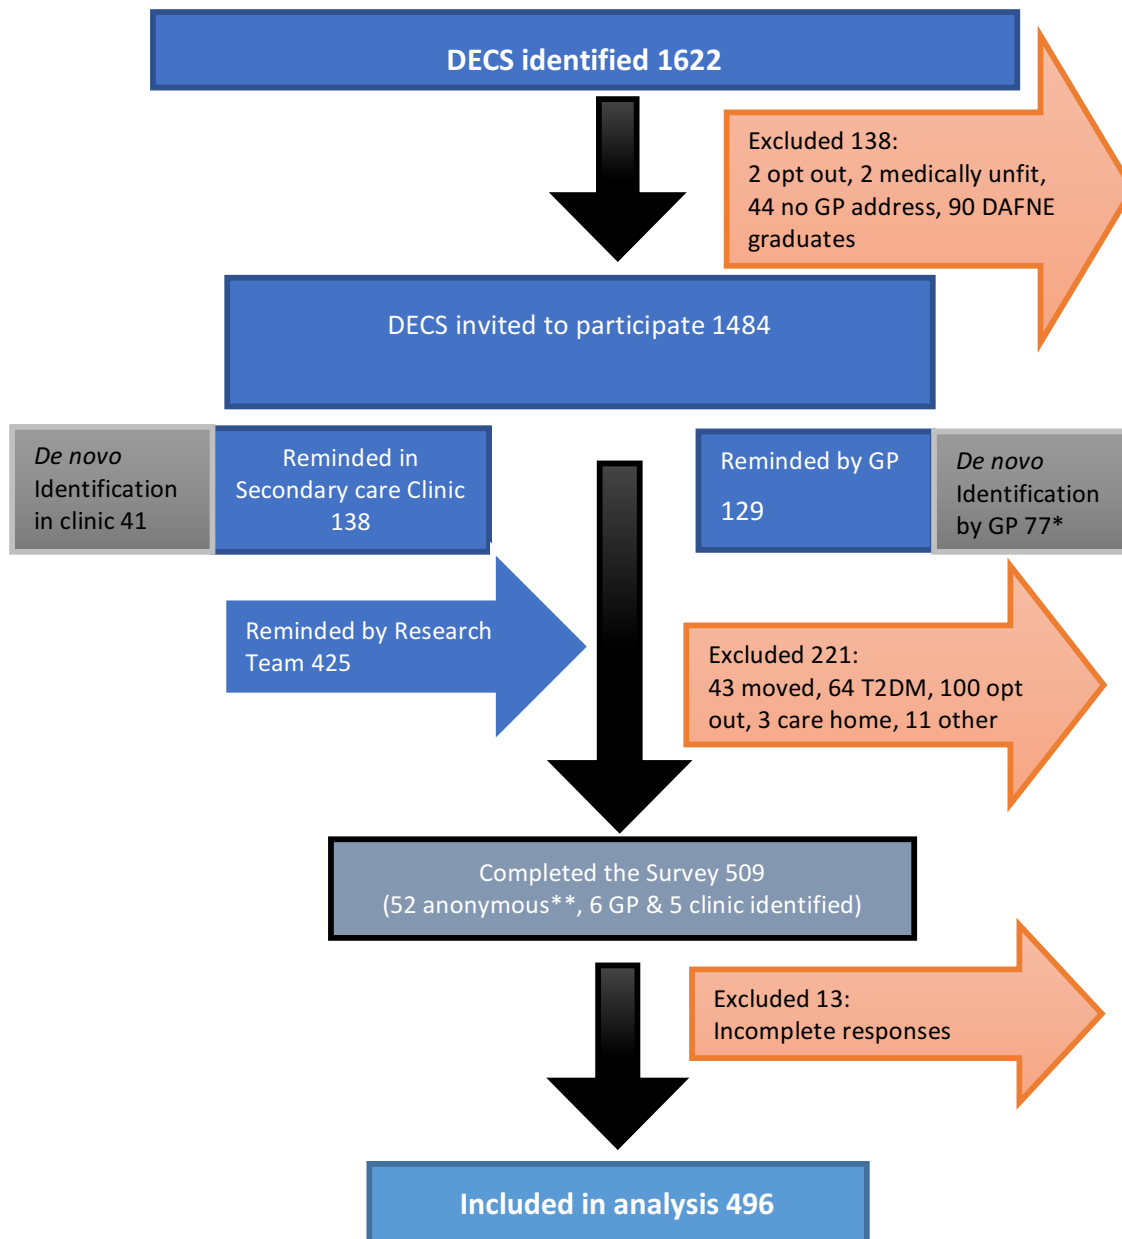 DECS identified 1622
Excluded 138:
2 opt out, 2 medically unfit,
44 no GP address, 90 DAFNE
graduates
DECS invited to participate 1484
De novo
Identification
in clinic 41
Reminded in
Secondary care Clinic
138
Reminded by GP
129
De novo
Identification
by GP 77*
Reminded by Research
Team 425
Excluded 221:
43 moved, 64 T2DM, 100 opt
out, 3 care home, 11 other
Completed the Survey 509
(52 anonymous**, 6 GP & 5 clinic identified)
Excluded 13:
Incomplete responses
Included in analysis 496